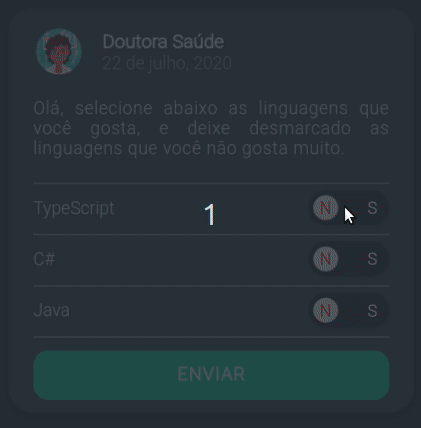 Doutora Saúde
22 de julho, 2020
Olá, selecione abaixo as linguagens que
você gosta, e deixe desmarcado as
linguagens que você não gosta muito.
TypeScript 1 N S
C# N S
Java N S
ENVIAR